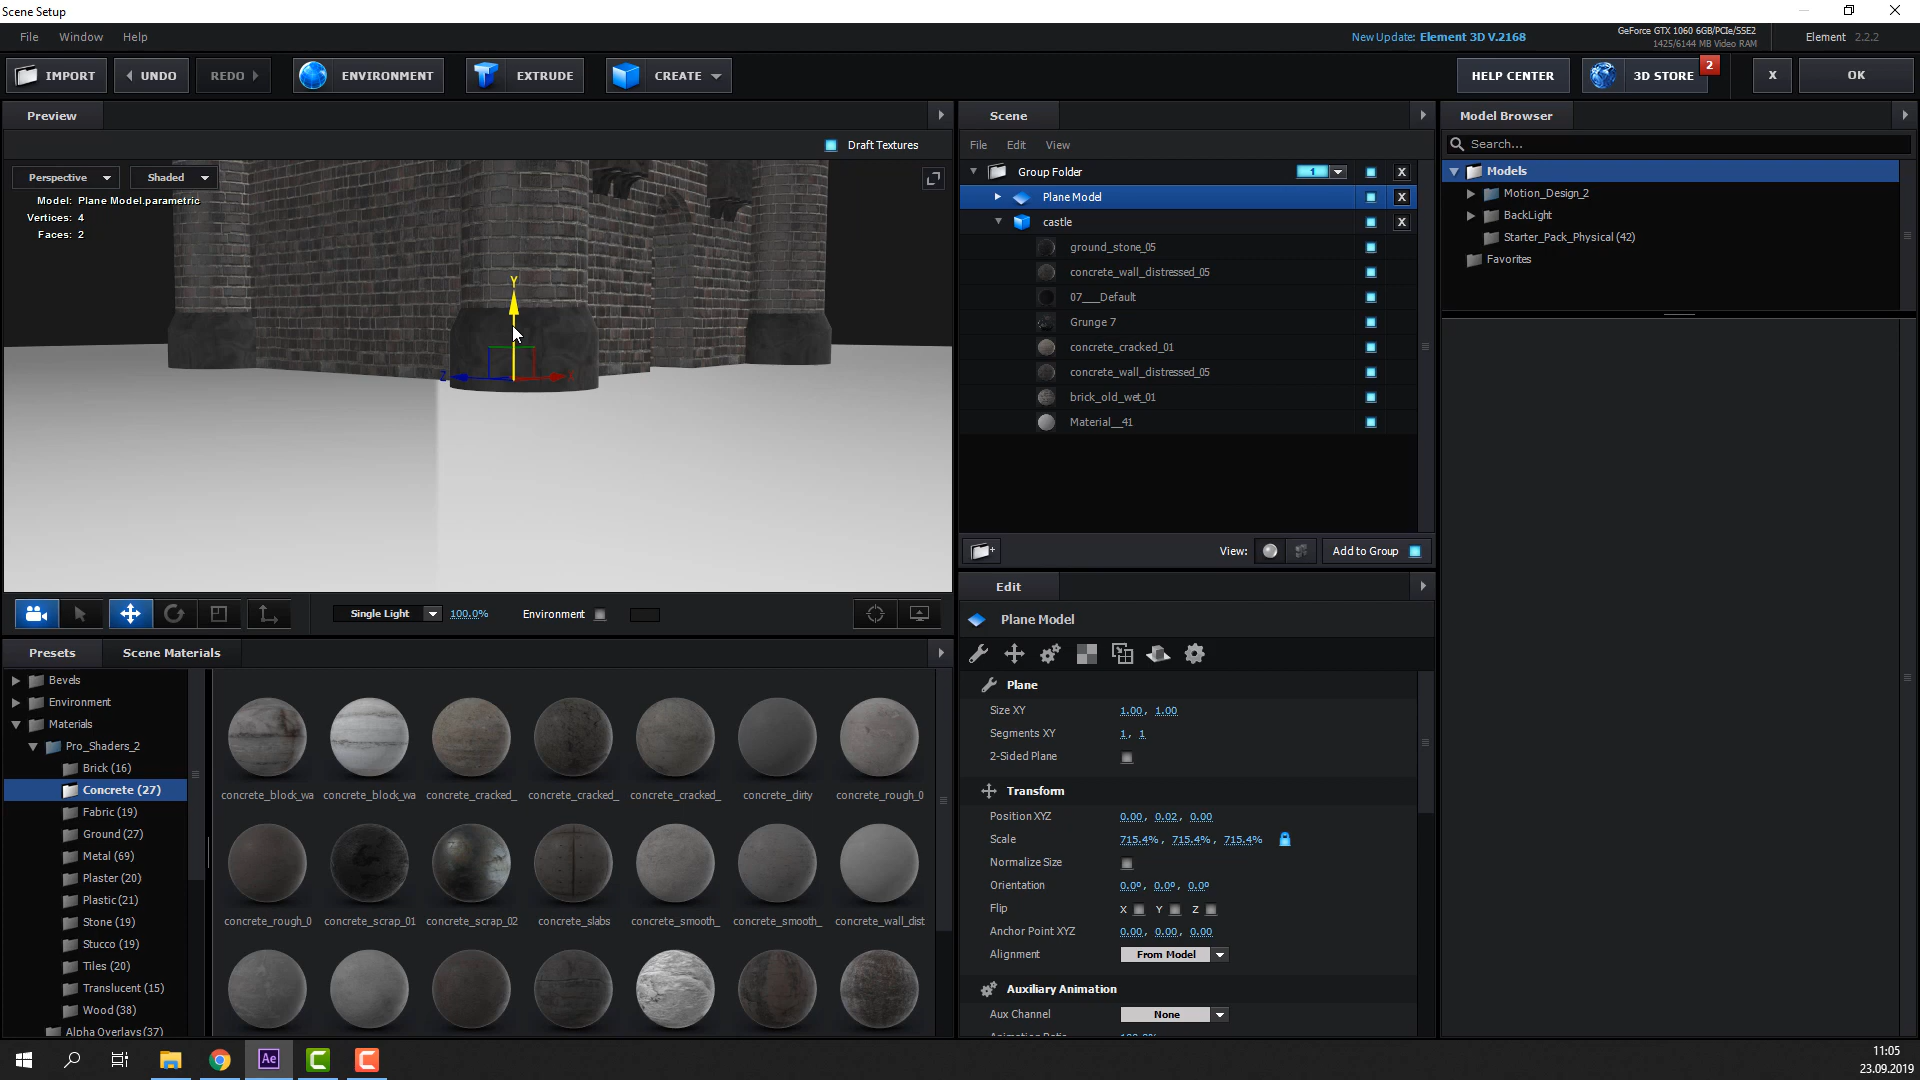 Scene Setup
File Window Help
New Update: Element 3D V.2168
GeForce GTX 1060 6GB/PCIe/SSE2
1425/6144 MB Video RAM
Element 2.2.2
IMPORT UNDO REDO ENVIRONMENT EXTRUDE CREATE HELP CENTER 3D STORE 2 X OK
Preview
Draft Textures
Perspective Shaded
Model: Plane Model.parametric
Vertices: 4
Faces: 2
Y
Z X
Single Light 100.0% Environment
Scene
File Edit View
Group Folder 1 X
Plane Model X
castle X
ground_stone_05
concrete_wall_distressed_05
07___Default
Grunge 7
concrete_cracked_01
concrete_wall_distressed_05
brick_old_wet_01
Material__41
View: Add to Group
Model Browser
Search...
Models
Motion_Design_2
BackLight
Starter_Pack_Physical (42)
Favorites
Edit
Plane Model
Plane
Size XY 1.00, 1.00
Segments XY 1, 1
2-Sided Plane
Transform
Position XYZ 0.00, 0.02, 0.00
Scale 715.4%, 715.4%, 715.4%
Normalize Size
Orientation 0.0°, 0.0°, 0.0°
Flip X Y Z
Anchor Point XYZ 0.00, 0.00, 0.00
Alignment From Model
Auxiliary Animation
Aux Channel None
Animation Ratio 100.0%
Presets Scene Materials
Bevels
Environment
Materials
Pro_Shaders_2
Brick (16)
Concrete (27)
Fabric (19)
Ground (27)
Metal (69)
Plaster (20)
Plastic (21)
Stone (19)
Stucco (19)
Tiles (20)
Translucent (15)
Wood (38)
Alpha Overlays (37)
concrete_block_wa concrete_block_wa concrete_cracked_ concrete_cracked_ concrete_cracked_ concrete_dirty concrete_rough_0
concrete_rough_0 concrete_scrap_01 concrete_scrap_02 concrete_slabs concrete_smooth_ concrete_smooth_ concrete_wall_dist
Ae
11:05
23.09.2019